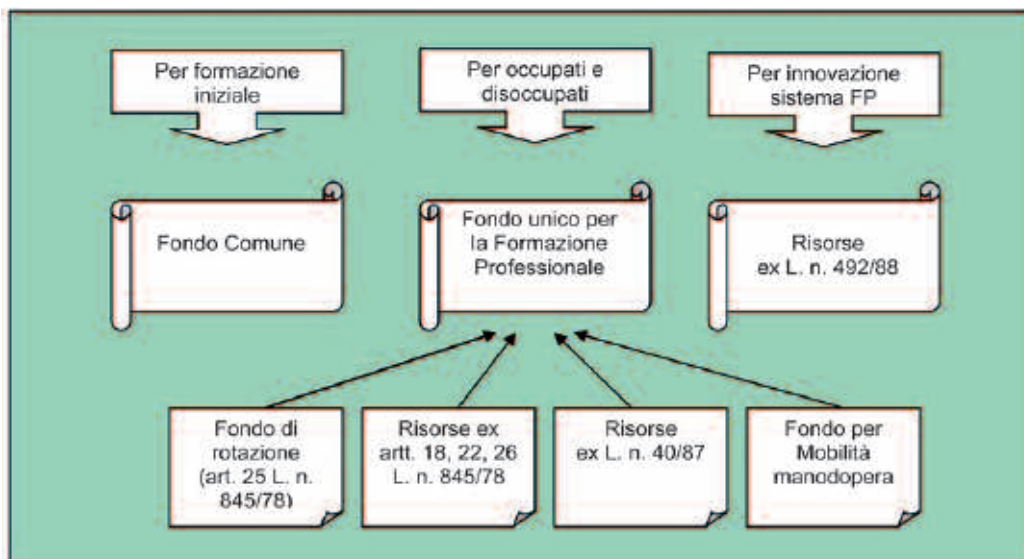 Per formazione
iniziale
Per occupati e
disoccupati
Per innovazione
sistema FP
Fondo Comune
Fondo unico per
la Formazione
Professionale
Risorse
ex L. n. 492/88
Fondo di
rotazione
(art. 25 L. n.
845/78)
Risorse ex
artt. 18, 22, 26
L. n. 845/78
Risorse
ex L. n. 40/87
Fondo per
Mobilità
manodopera